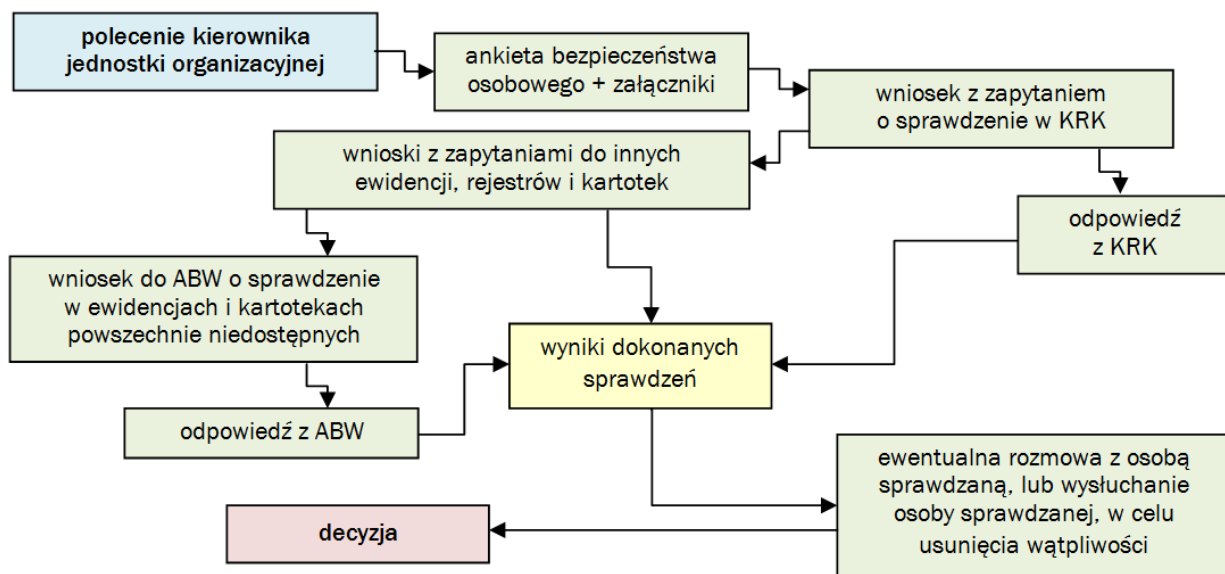 polecenie kierownika
jednostki organizacyjnej
ankieta bezpieczeństwa
osobowego + załączniki
wniosek z zapytaniem
o sprawdzenie w KRK
wnioski z zapytaniami do innych
ewidencji, rejestrów i kartotek
odpowiedź
z KRK
wniosek do ABW o sprawdzenie
w ewidencjach i kartotekach
powszechnie niedostępnych
wyniki dokonanych
sprawdzeń
odpowiedź z ABW
ewentualna rozmowa z osobą
sprawdzaną, lub wysłuchanie
osoby sprawdzanej, w celu
usunięcia wątpliwości
decyzja